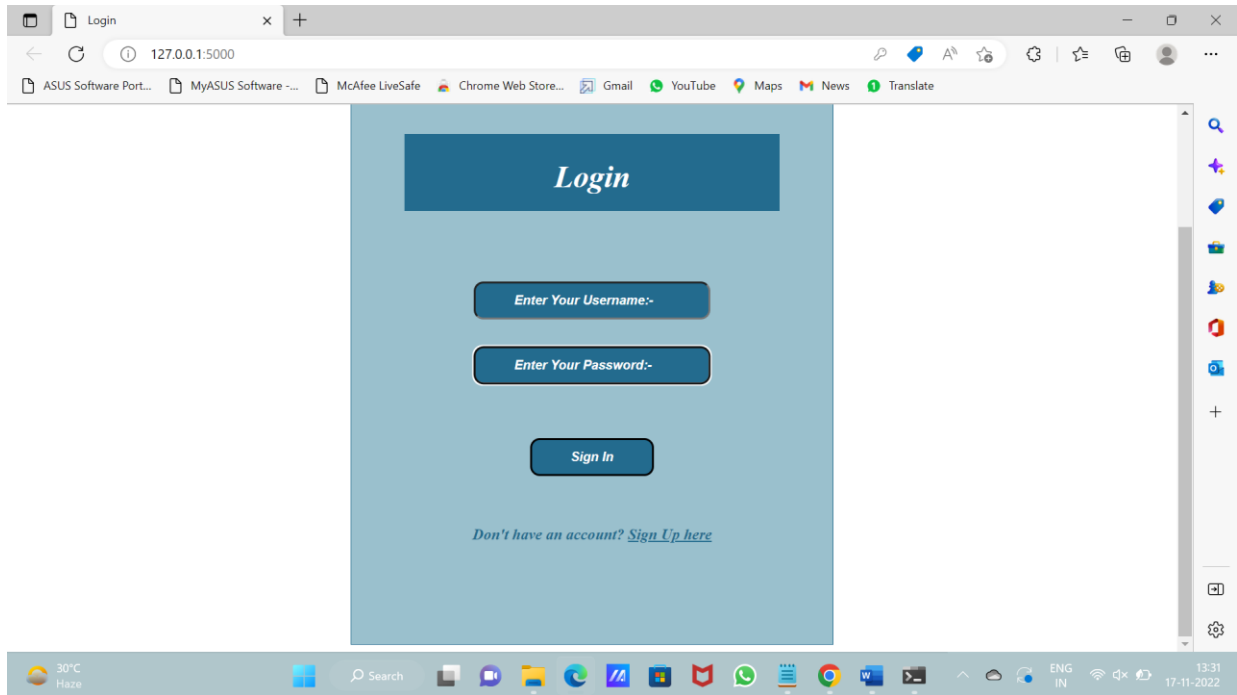 Login
127.0.0.1:5000
ASUS Software Port... MyASUS Software -... McAfee LiveSafe Chrome Web Store... Gmail YouTube Maps News Translate
Login
Enter Your Username:-
Enter Your Password:-
Sign In
Don't have an account? Sign Up here
30°C
Haze
Search
ENG
IN
13:31
17-11-2022